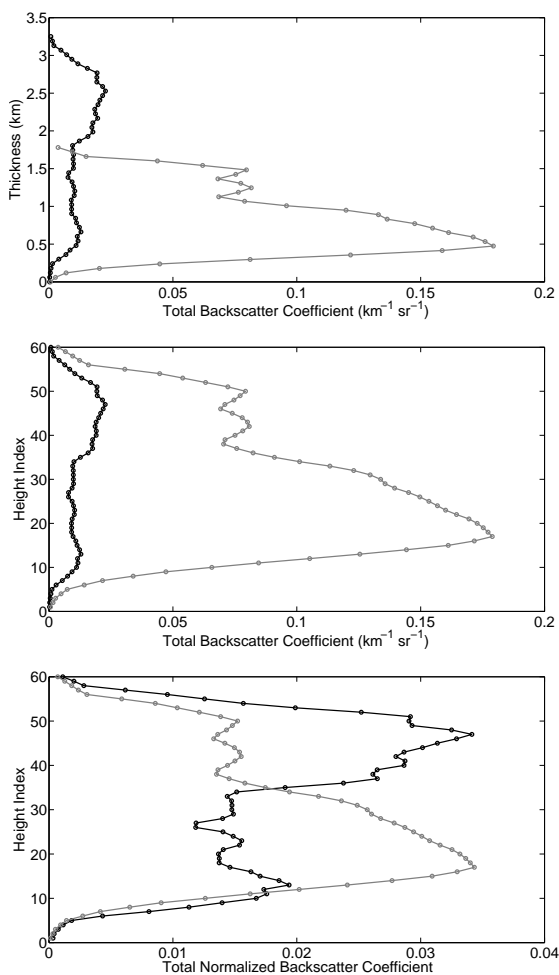 3.5
3
2.5
2
1.5
1
0.5
0
Thickness (km)
0 0.05 0.1 0.15 0.2
Total Backscatter Coefficient (km−1 sr−1)
60
50
40
30
20
10
0
Height Index
0 0.05 0.1 0.15 0.2
Total Backscatter Coefficient (km−1 sr−1)
60
50
40
30
20
10
0
Height Index
0 0.01 0.02 0.03 0.04
Total Normalized Backscatter Coefficient